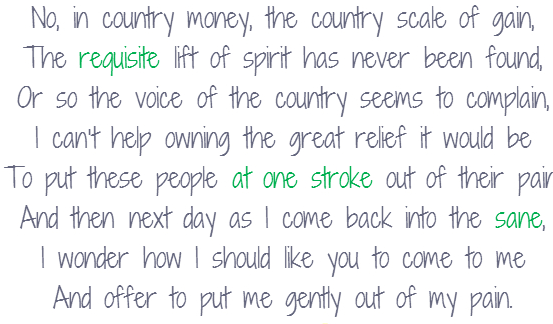 No, in country money, the country scale of gain,
The requisite lift of spirit has never been found,
Or so the voice of the country seems to complain,
I can't help owning the great relief it would be
To put these people at one stroke out of their pair
And then next day as I come back into the sane,
I wonder how I should like you to come to me
And offer to put me gently out of my pain.